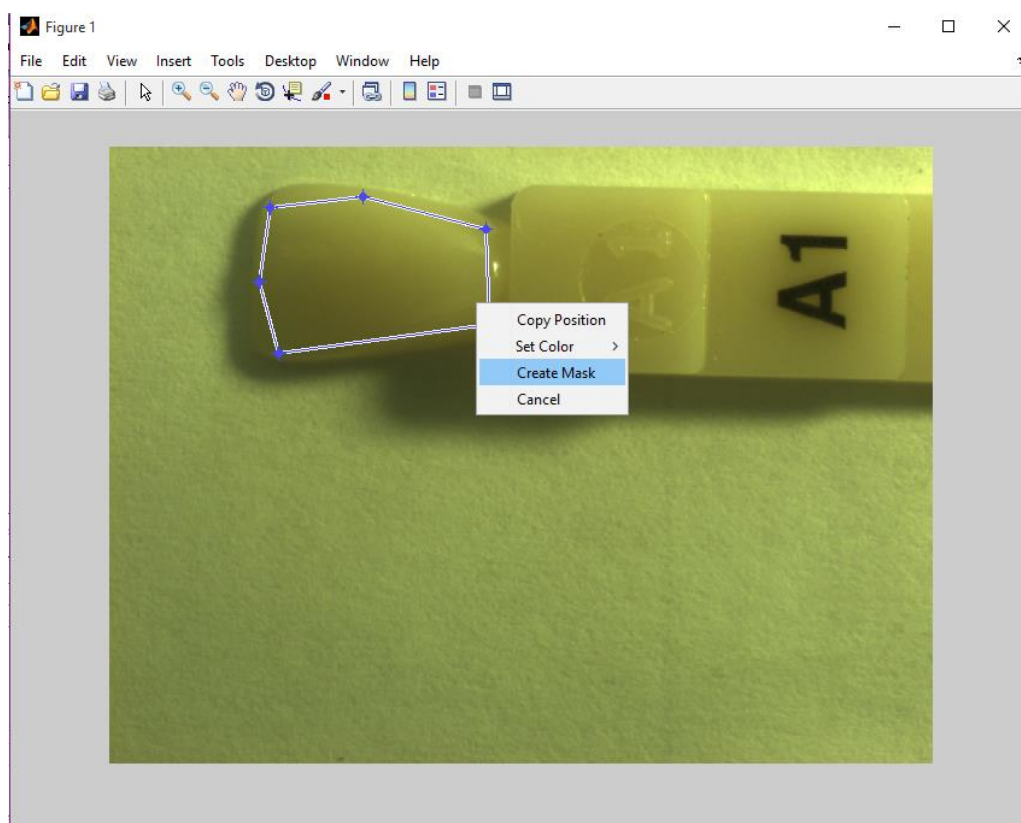 Figure 1
File Edit View Insert Tools Desktop Window Help
A1
A1
Copy Position
Set Color
Create Mask
Cancel